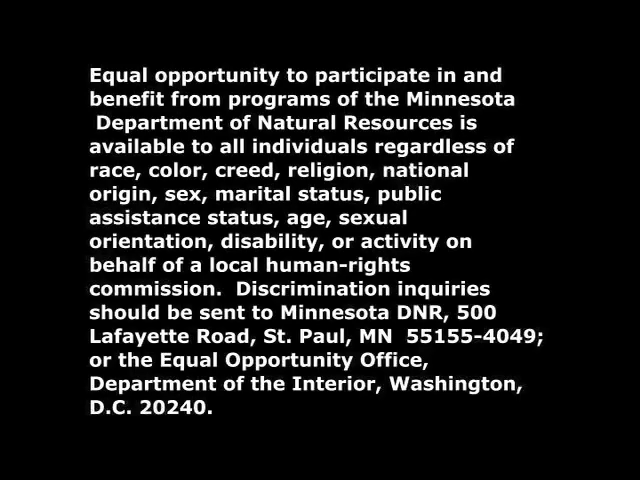 Equal opportunity to participate in and
benefit from programs of the Minnesota
Department of Natural Resources is
available to all individuals regardless of
race, color, creed, religion, national
origin, sex, marital status, public
assistance status, age, sexual
orientation, disability, or activity on
behalf of a local human-rights
commission.  Discrimination inquiries
should be sent to Minnesota DNR, 500
Lafayette Road, St. Paul, MN  55155-4049;
or the Equal Opportunity Office,
Department of the Interior, Washington,
D.C. 20240.